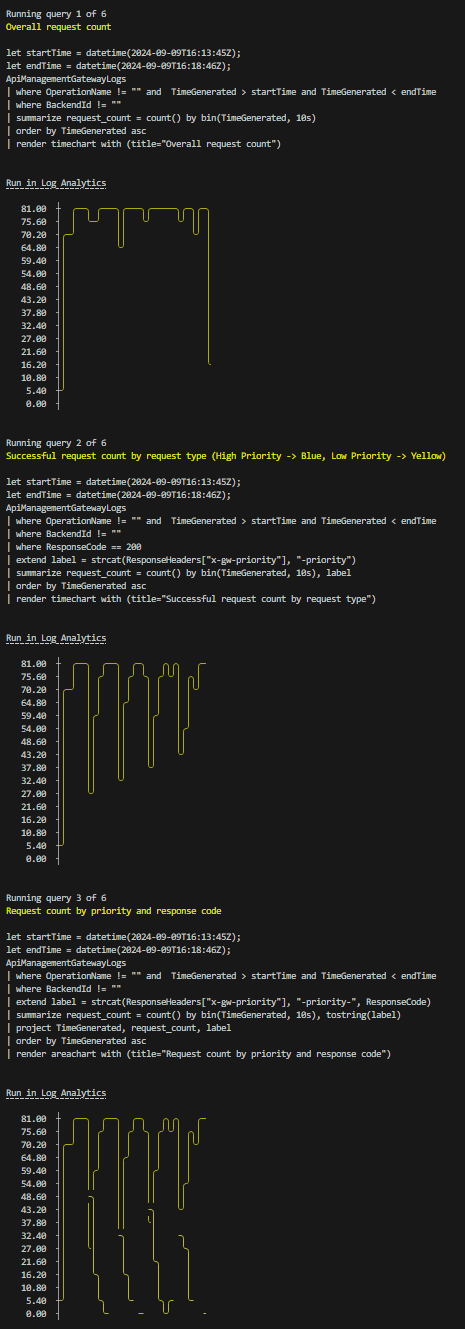 Running query 1 of 6
Overall request count
let startTime = datetime(2024-09-09T16:13:45Z);
let endTime = datetime(2024-09-09T16:18:46Z);
ApiManagementGatewayLogs
| where OperationName != "" and  TimeGenerated > startTime and TimeGenerated < endTime
| where BackendId != ""
| summarize request_count = count() by bin(TimeGenerated, 10s)
| order by TimeGenerated asc
| render timechart with (title="Overall request count")
Run in Log Analytics
81.00
75.60
70.20
64.80
59.40
54.00
48.60
43.20
37.80
32.40
27.00
21.60
16.20
10.80
5.40
0.00
Running query 2 of 6
Successful request count by request type (High Priority -> Blue, Low Priority -> Yellow)
let startTime = datetime(2024-09-09T16:13:45Z);
let endTime = datetime(2024-09-09T16:18:46Z);
ApiManagementGatewayLogs
| where OperationName != "" and  TimeGenerated > startTime and TimeGenerated < endTime
| where BackendId != ""
| where ResponseCode == 200
| extend label = strcat(ResponseHeaders["x-gw-priority"], "-priority")
| summarize request_count = count() by bin(TimeGenerated, 10s), label
| order by TimeGenerated asc
| render timechart with (title="Successful request count by request type")
Run in Log Analytics
81.00
75.60
70.20
64.80
59.40
54.00
48.60
43.20
37.80
32.40
27.00
21.60
16.20
10.80
5.40
0.00
Running query 3 of 6
Request count by priority and response code
let startTime = datetime(2024-09-09T16:13:45Z);
let endTime = datetime(2024-09-09T16:18:46Z);
ApiManagementGatewayLogs
| where OperationName != "" and  TimeGenerated > startTime and TimeGenerated < endTime
| where BackendId != ""
| extend label = strcat(ResponseHeaders["x-gw-priority"], "-priority-", ResponseCode)
| summarize request_count = count() by bin(TimeGenerated, 10s), tostring(label)
| project TimeGenerated, request_count, label
| order by TimeGenerated asc
| render areachart with (title="Request count by priority and response code")
Run in Log Analytics
81.00
75.60
70.20
64.80
59.40
54.00
48.60
43.20
37.80
32.40
27.00
21.60
16.20
10.80
5.40
0.00